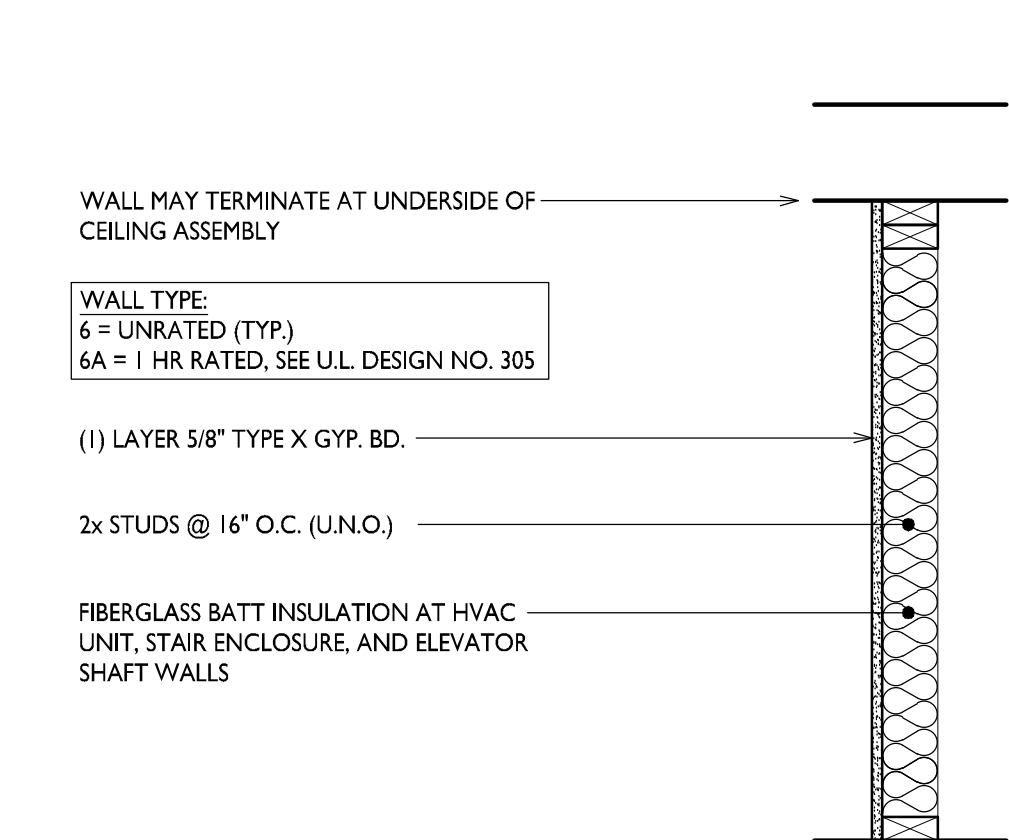 WALL MAY TERMINATE AT UNDERSIDE OF
CEILING ASSEMBLY
WALL TYPE:
6 = UNRATED (TYP.)
6A = 1 HR RATED, SEE U.L. DESIGN NO. 305
(1) LAYER 5/8" TYPE X GYP. BD.
2x STUDS @ 16" O.C. (U.N.O.)
FIBERGLASS BATT INSULATION AT HVAC
UNIT, STAIR ENCLOSURE, AND ELEVATOR
SHAFT WALLS